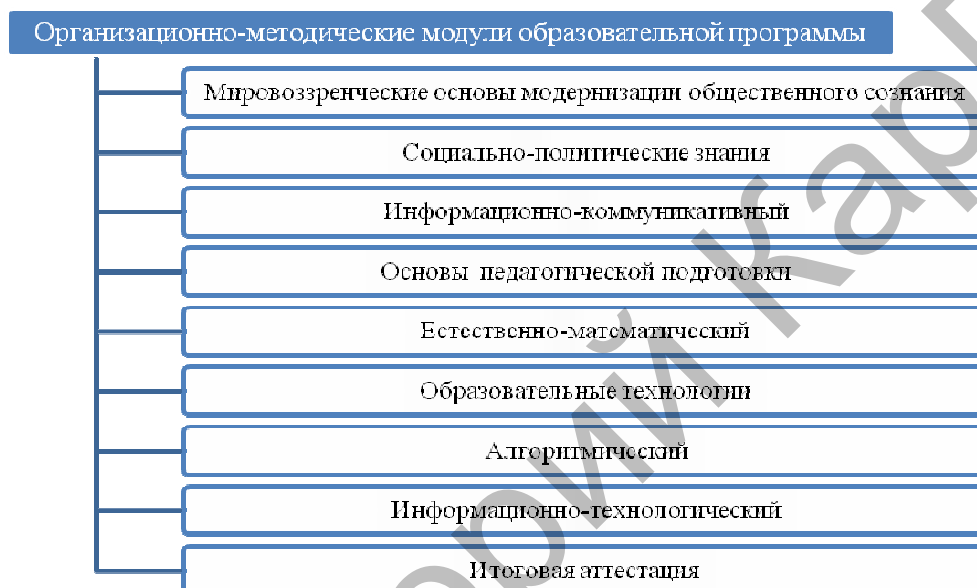 Организационно-методические модули образовательной программы
Мировоззренческие основы модернизации общественного сознания
Социально-политические знания
Информационно-коммуникативный
Основы педагогической подготовки
Естественно-математический
Образовательные технологии
Алгоритмический
Информационно-технологический
Итоговая аттестация